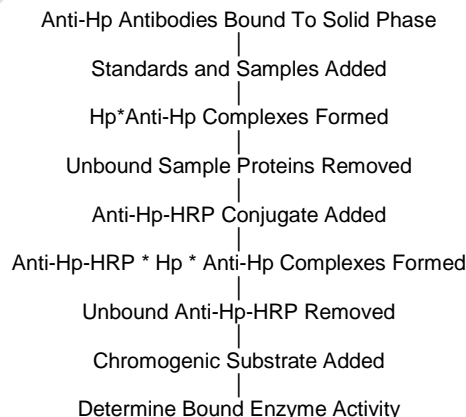 Anti-Hp Antibodies Bound To Solid Phase
Standards and Samples Added
Hp*Anti-Hp Complexes Formed
Unbound Sample Proteins Removed
Anti-Hp-HRP Conjugate Added
Anti-Hp-HRP * Hp * Anti-Hp Complexes Formed
Unbound Anti-Hp-HRP Removed
Chromogenic Substrate Added
Determine Bound Enzyme Activity